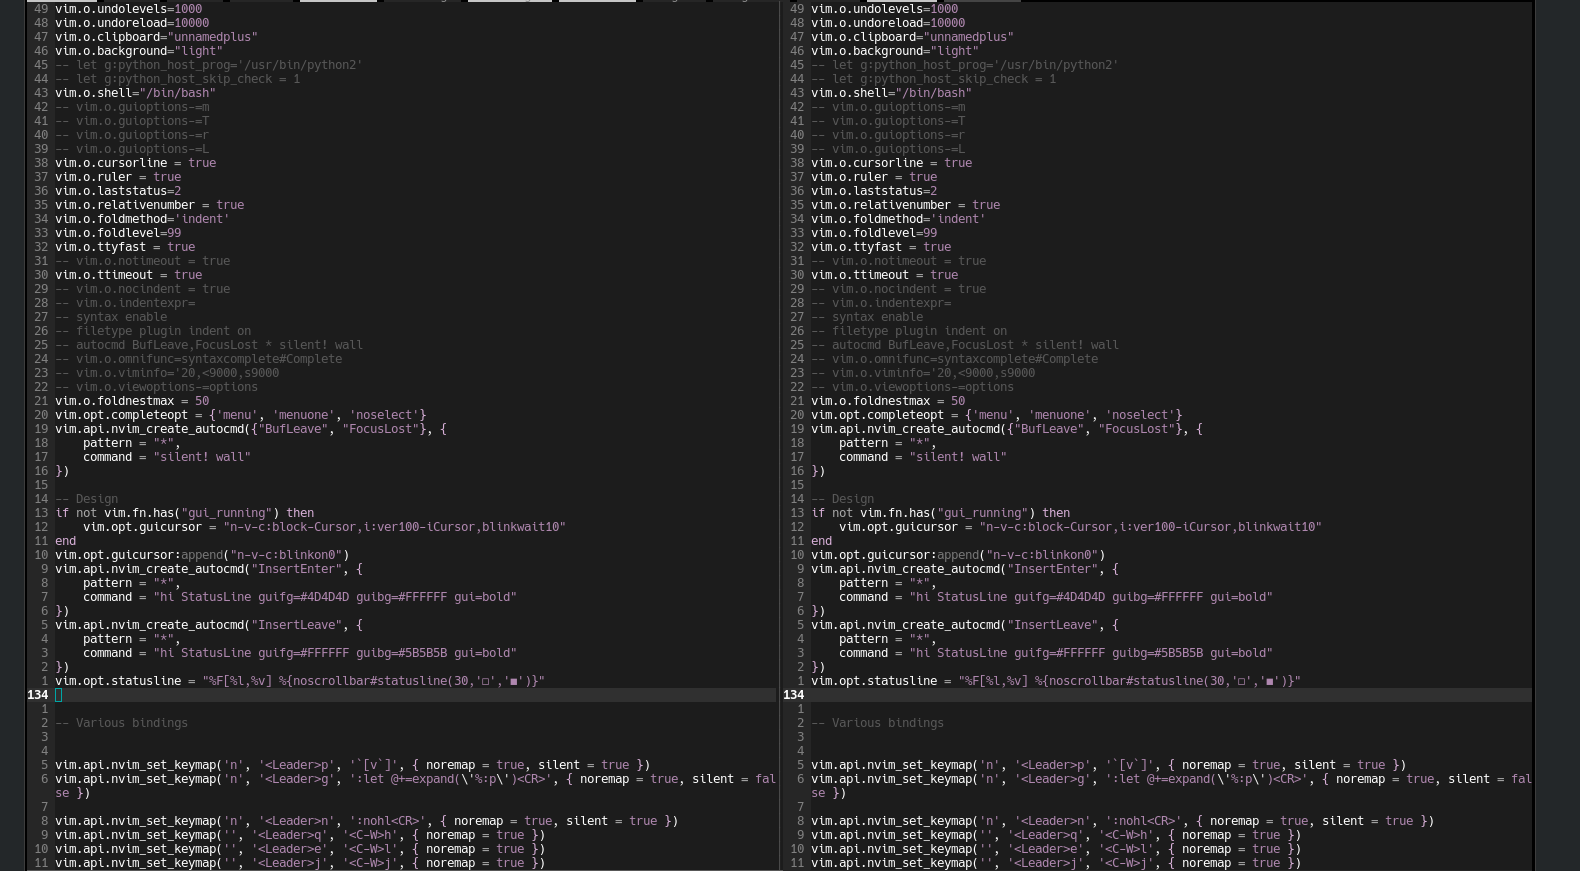 49 vim.o.undolevels=1000
48 vim.o.undoreload=10000
47 vim.o.clipboard="unnamedplus"
46 vim.o.background="light"
45 -- let g:python_host_prog='/usr/bin/python2'
44 -- let g:python_host_skip_check = 1
43 vim.o.shell="/bin/bash"
42 -- vim.o.guioptions-=m
41 -- vim.o.guioptions-=T
40 -- vim.o.guioptions-=r
39 -- vim.o.guioptions-=L
38 vim.o.cursorline = true
37 vim.o.ruler = true
36 vim.o.laststatus=2
35 vim.o.relativenumber = true
34 vim.o.foldmethod='indent'
33 vim.o.foldlevel=99
32 vim.o.ttyfast = true
31 -- vim.o.notimeout = true
30 vim.o.ttimeout = true
29 -- vim.o.nocindent = true
28 -- vim.o.indentexpr=
27 -- syntax enable
26 -- filetype plugin indent on
25 -- autocmd BufLeave,FocusLost * silent! wall
24 -- vim.o.omnifunc=syntaxcomplete#Complete
23 -- vim.o.viminfo='20,<9000,s9000
22 -- vim.o.viewoptions-=options
21 vim.o.foldnestmax = 50
20 vim.opt.completeopt = {'menu', 'menuone', 'noselect'}
19 vim.api.nvim_create_autocmd({"BufLeave", "FocusLost"}, {
18     pattern = "*",
17     command = "silent! wall"
16 })
15
14 -- Design
13 if not vim.fn.has("gui_running") then
12     vim.opt.guicursor = "n-v-c:block-Cursor,i:ver100-iCursor,blinkwait10"
11 end
10 vim.opt.guicursor:append("n-v-c:blinkon0")
9 vim.api.nvim_create_autocmd("InsertEnter", {
8     pattern = "*",
7     command = "hi StatusLine guifg=#4D4D4D guibg=#FFFFFF gui=bold"
6 })
5 vim.api.nvim_create_autocmd("InsertLeave", {
4     pattern = "*",
3     command = "hi StatusLine guifg=#FFFFFF guibg=#5B5B5B gui=bold"
2 })
1 vim.opt.statusline = "%F[%l,%v] %{noscrollbar#statusline(30,'□','■')}"
134
1
2 -- Various bindings
3
4
5 vim.api.nvim_set_keymap('n', '<Leader>p', '`[v`]', { noremap = true, silent = true })
6 vim.api.nvim_set_keymap('n', '<Leader>g', ':let @+=expand(\'%:p\')<CR>', { noremap = true, silent = fal
se })
7
8 vim.api.nvim_set_keymap('n', '<Leader>n', ':nohl<CR>', { noremap = true, silent = true })
9 vim.api.nvim_set_keymap('', '<Leader>q', '<C-W>h', { noremap = true })
10 vim.api.nvim_set_keymap('', '<Leader>e', '<C-W>l', { noremap = true })
11 vim.api.nvim_set_keymap('', '<Leader>j', '<C-W>j', { noremap = true })
49 vim.o.undolevels=1000
48 vim.o.undoreload=10000
47 vim.o.clipboard="unnamedplus"
46 vim.o.background="light"
45 -- let g:python_host_prog='/usr/bin/python2'
44 -- let g:python_host_skip_check = 1
43 vim.o.shell="/bin/bash"
42 -- vim.o.guioptions-=m
41 -- vim.o.guioptions-=T
40 -- vim.o.guioptions-=r
39 -- vim.o.guioptions-=L
38 vim.o.cursorline = true
37 vim.o.ruler = true
36 vim.o.laststatus=2
35 vim.o.relativenumber = true
34 vim.o.foldmethod='indent'
33 vim.o.foldlevel=99
32 vim.o.ttyfast = true
31 -- vim.o.notimeout = true
30 vim.o.ttimeout = true
29 -- vim.o.nocindent = true
28 -- vim.o.indentexpr=
27 -- syntax enable
26 -- filetype plugin indent on
25 -- autocmd BufLeave,FocusLost * silent! wall
24 -- vim.o.omnifunc=syntaxcomplete#Complete
23 -- vim.o.viminfo='20,<9000,s9000
22 -- vim.o.viewoptions-=options
21 vim.o.foldnestmax = 50
20 vim.opt.completeopt = {'menu', 'menuone', 'noselect'}
19 vim.api.nvim_create_autocmd({"BufLeave", "FocusLost"}, {
18     pattern = "*",
17     command = "silent! wall"
16 })
15
14 -- Design
13 if not vim.fn.has("gui_running") then
12     vim.opt.guicursor = "n-v-c:block-Cursor,i:ver100-iCursor,blinkwait10"
11 end
10 vim.opt.guicursor:append("n-v-c:blinkon0")
9 vim.api.nvim_create_autocmd("InsertEnter", {
8     pattern = "*",
7     command = "hi StatusLine guifg=#4D4D4D guibg=#FFFFFF gui=bold"
6 })
5 vim.api.nvim_create_autocmd("InsertLeave", {
4     pattern = "*",
3     command = "hi StatusLine guifg=#FFFFFF guibg=#5B5B5B gui=bold"
2 })
1 vim.opt.statusline = "%F[%l,%v] %{noscrollbar#statusline(30,'□','■')}"
134
1
2 -- Various bindings
3
4
5 vim.api.nvim_set_keymap('n', '<Leader>p', '`[v`]', { noremap = true, silent = true })
6 vim.api.nvim_set_keymap('n', '<Leader>g', ':let @+=expand(\'%:p\')<CR>', { noremap = true, silent = fal
se })
7
8 vim.api.nvim_set_keymap('n', '<Leader>n', ':nohl<CR>', { noremap = true, silent = true })
9 vim.api.nvim_set_keymap('', '<Leader>q', '<C-W>h', { noremap = true })
10 vim.api.nvim_set_keymap('', '<Leader>e', '<C-W>l', { noremap = true })
11 vim.api.nvim_set_keymap('', '<Leader>j', '<C-W>j', { noremap = true })